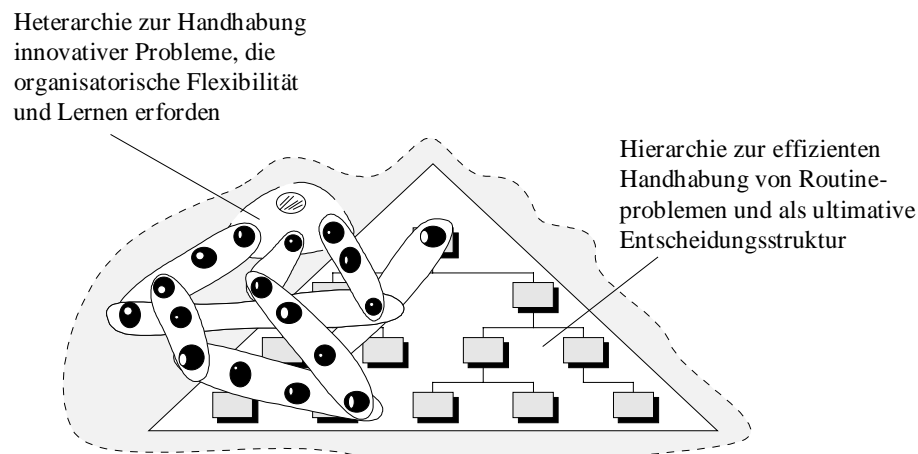 Heterarchie zur Handhabung
innovativer Probleme, die
organisatorische Flexibilität
und Lernen erforden
Hierarchie zur effizienten
Handhabung von Routine-
problemen und als ultimative
Entscheidungsstruktur